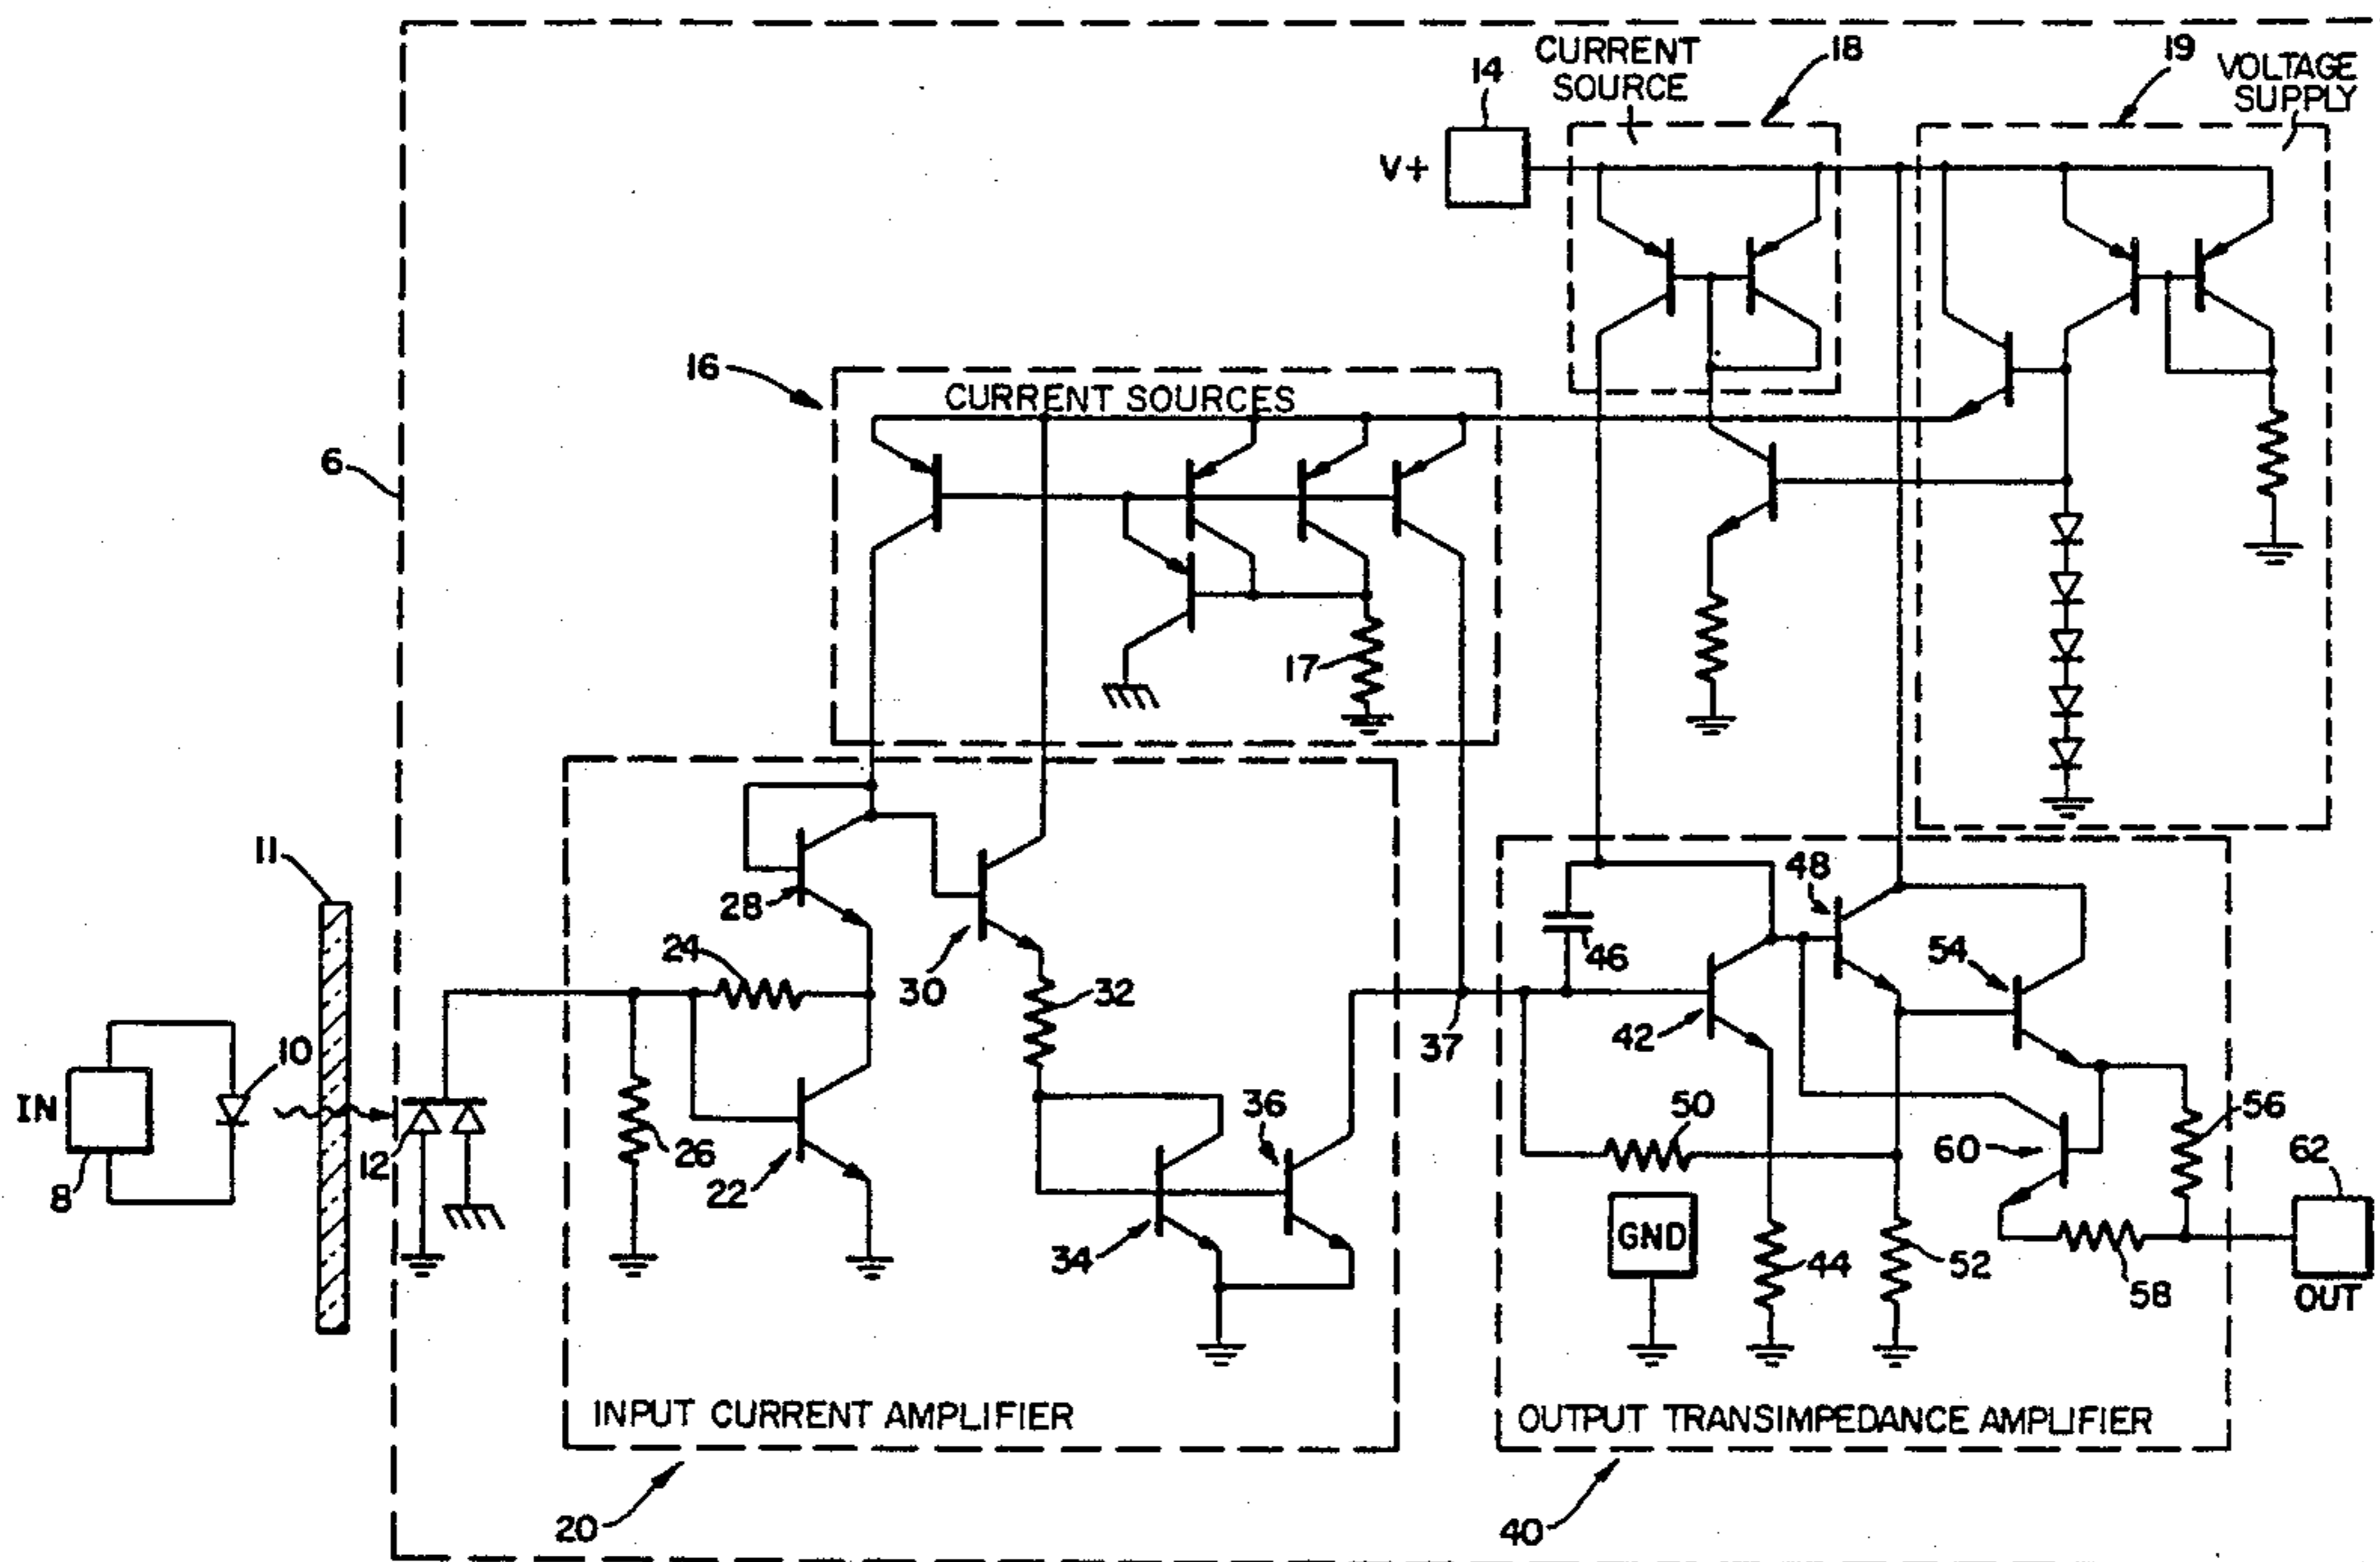 CURRENT
SOURCE
18
19
VOLTAGE
SUPPLY
14
V+
16
CURRENT SOURCES
6
17
11
28
24
30
32
48
46
54
42
37
10
IN
8
12
26
22
36
34
50
60
56
62
GND
44
52
58
OUT
INPUT CURRENT AMPLIFIER
OUTPUT TRANSIMPEDANCE AMPLIFIER
20
40